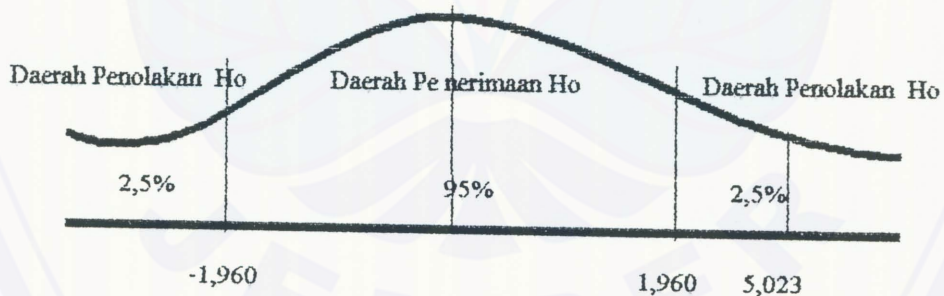 Daerah Penolakan Ho Daerah Pe nerimaan Ho Daerah Penolakan Ho
2,5% 95% 2,5%
-1,960 1,960 5,023